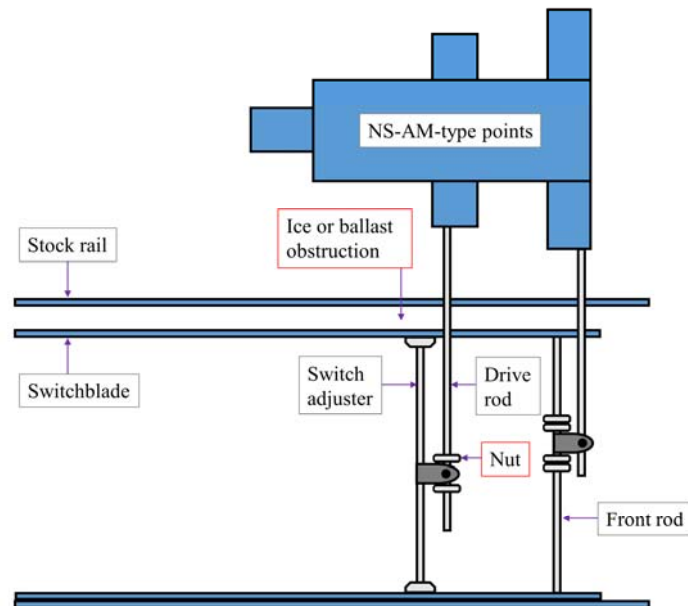 NS-AM-type points
Ice or ballast
obstruction
Stock rail
Switchblade
Switch
adjuster
Drive
rod
Nut
Front rod